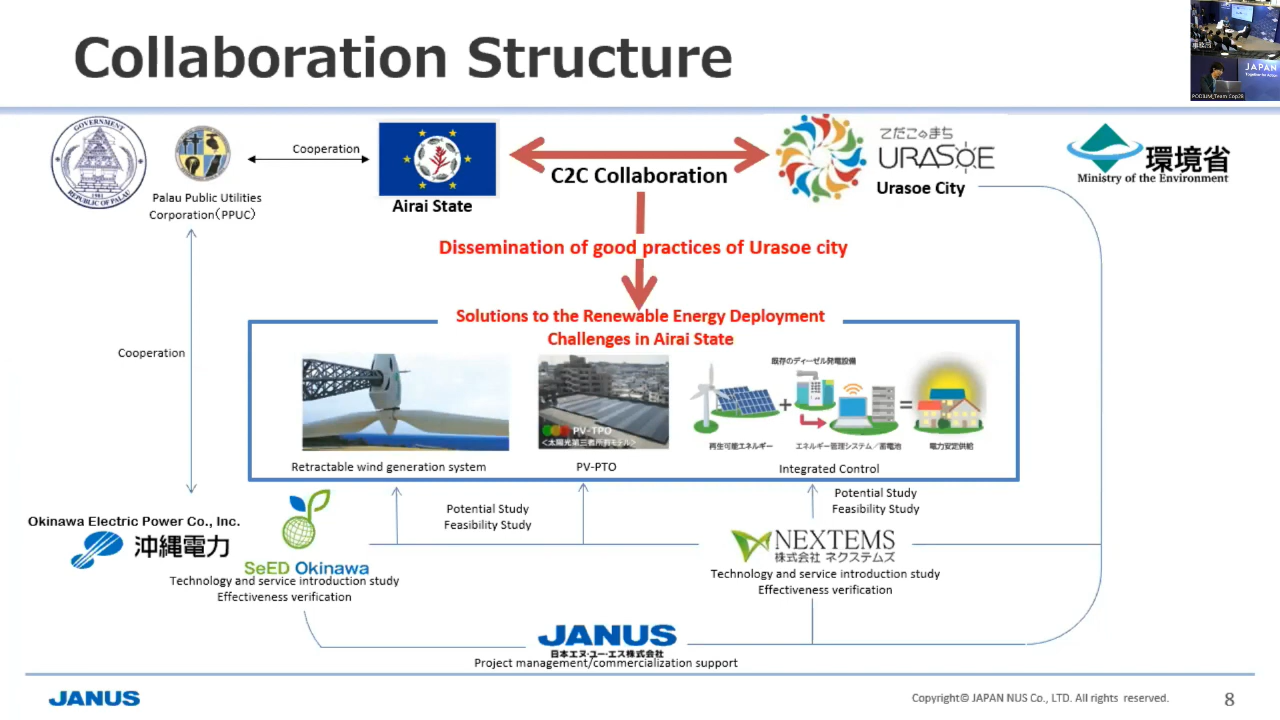 Collaboration Structure
JAPAN
PODIUM_Team Cop28
GOVERNMENT
REPUBLIC OF PALAU
1981
Cooperation
Palau Public Utilities
Corporation(PPUC)
Airai State
C2C Collaboration
てだこのまち
URASOE
Urasoe City
環境省
Ministry of the Environment
Dissemination of good practices of Urasoe city
Solutions to the Renewable Energy Deployment
Challenges in Airai State
Cooperation
既存のディーゼル発電設備
PV-TPO
<太陽光第三者所有モデル>
+
=
再生可能エネルギー
エネルギー管理システム/蓄電池
電力安定供給
Retractable wind generation system
PV-PTO
Integrated Control
Potential Study
Feasibility Study
Potential Study
Feasibility Study
Okinawa Electric Power Co., Inc.
沖縄電力
SeED Okinawa
Technology and service introduction study
Effectiveness verification
NEXTEMS
株式会社 ネクステムズ
Technology and service introduction study
Effectiveness verification
JANUS
日本エヌ・ユー・エス株式会社
Project management/commercialization support
JANUS
Copyright© JAPAN NUS Co., LTD. All rights reserved.
8